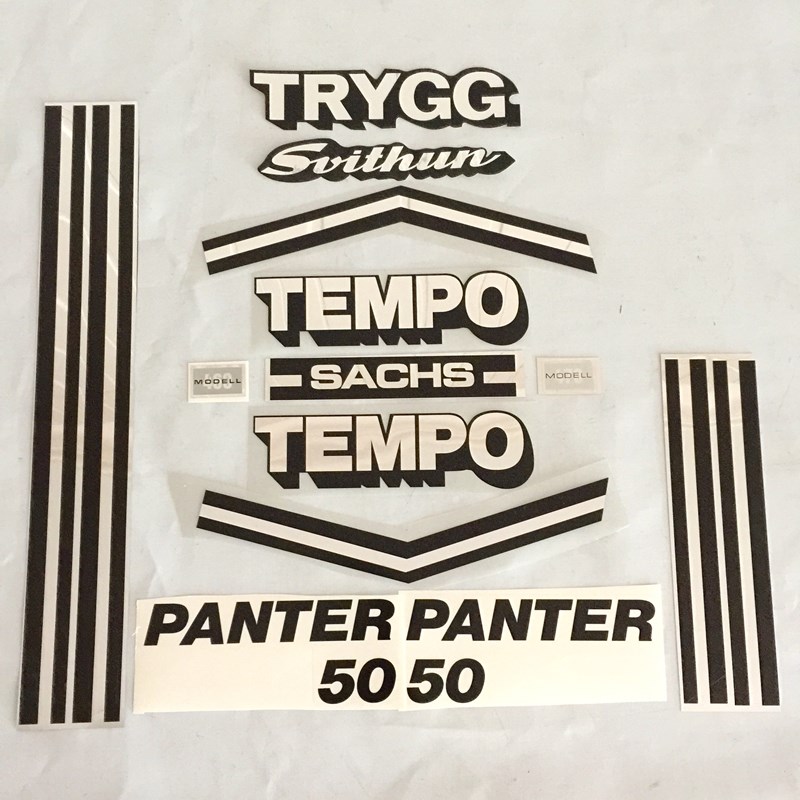 TRYGG
Svithun
TEMPO
MODELL
SACHS
MODELL
TEMPO
PANTER PANTER
50 50